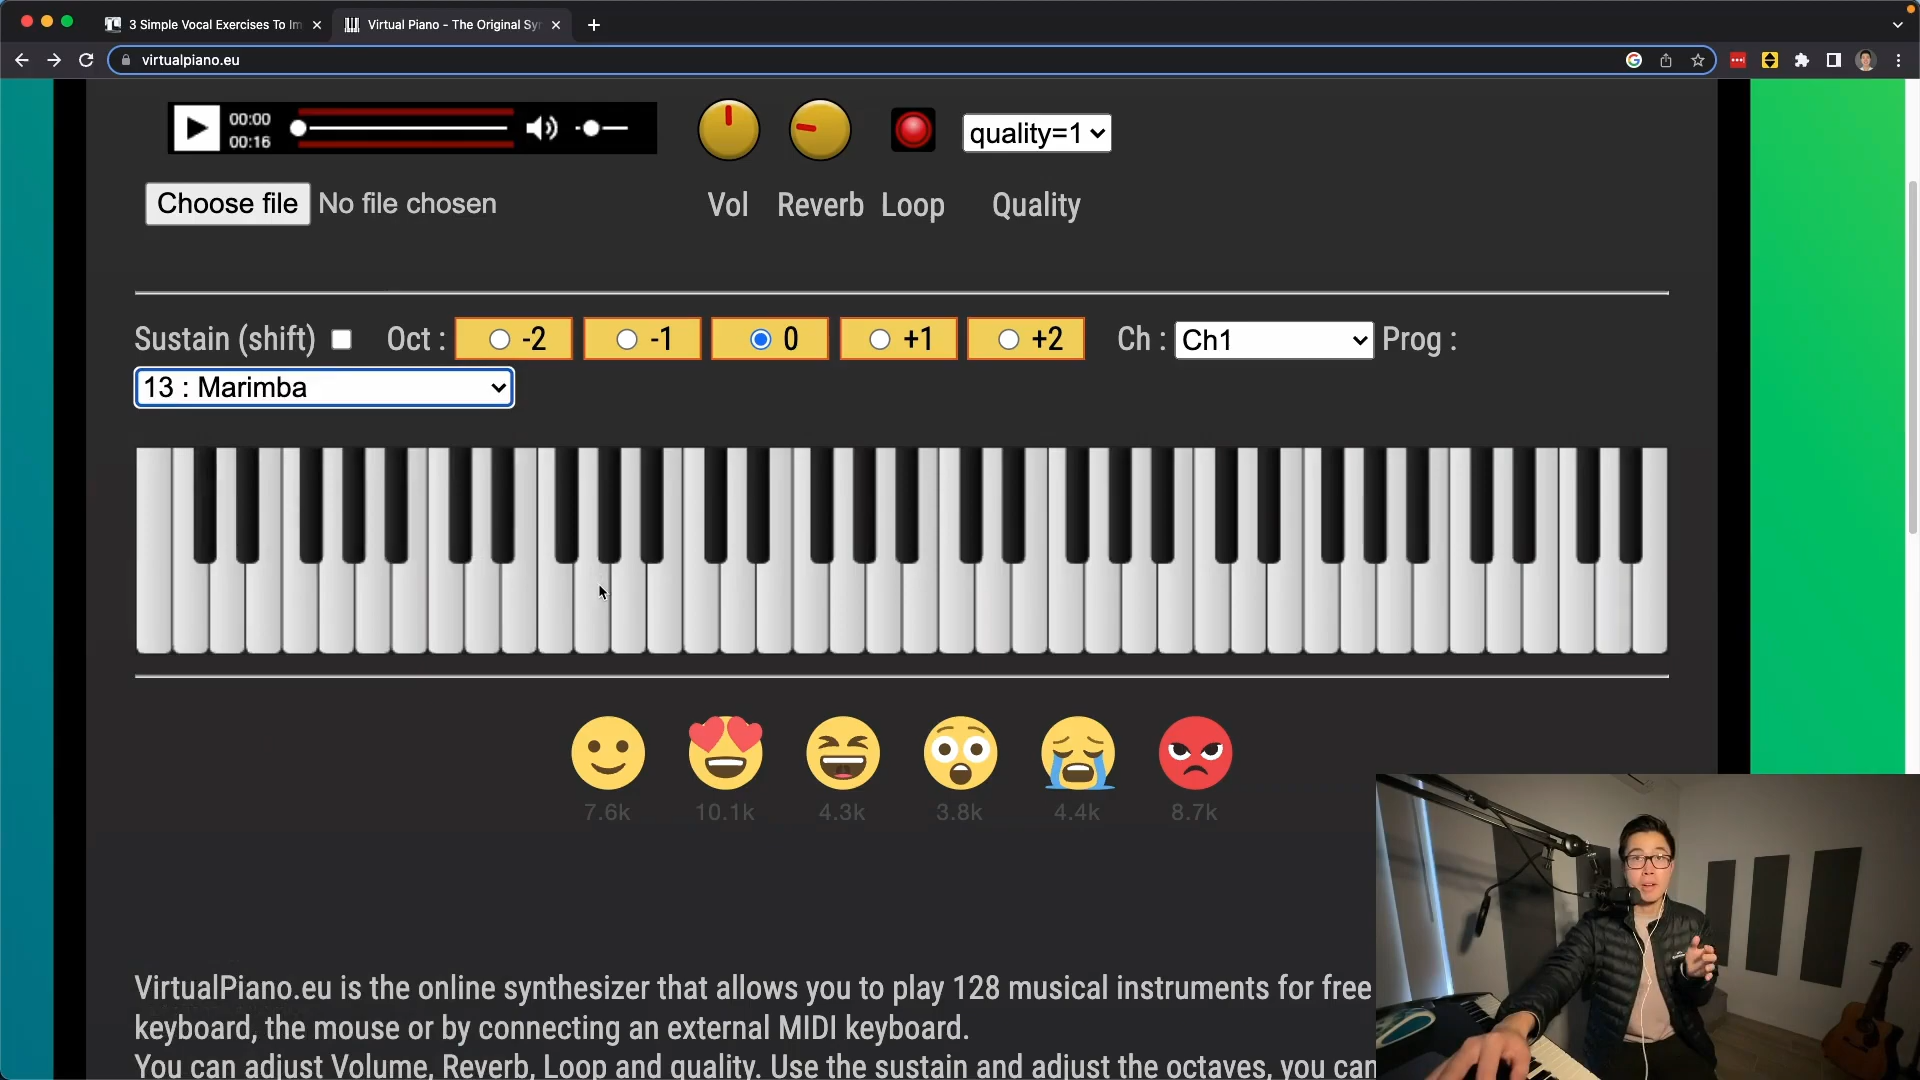 3 Simple Vocal Exercises To Im
Virtual Piano - The Original Syn
virtualpiano.eu
00:00
00:16
quality=1
Choose file No file chosen
Vol Reverb Loop Quality
Sustain (shift) Oct : -2 -1 0 +1 +2 Ch : Ch1 Prog :
13 : Marimba
7.6k 10.1k 4.3k 3.8k 4.4k 8.7k
VirtualPiano.eu is the online synthesizer that allows you to play 128 musical instruments for free
keyboard, the mouse or by connecting an external MIDI keyboard.
You can adjust Volume, Reverb, Loop and quality. Use the sustain and adjust the octaves, you can